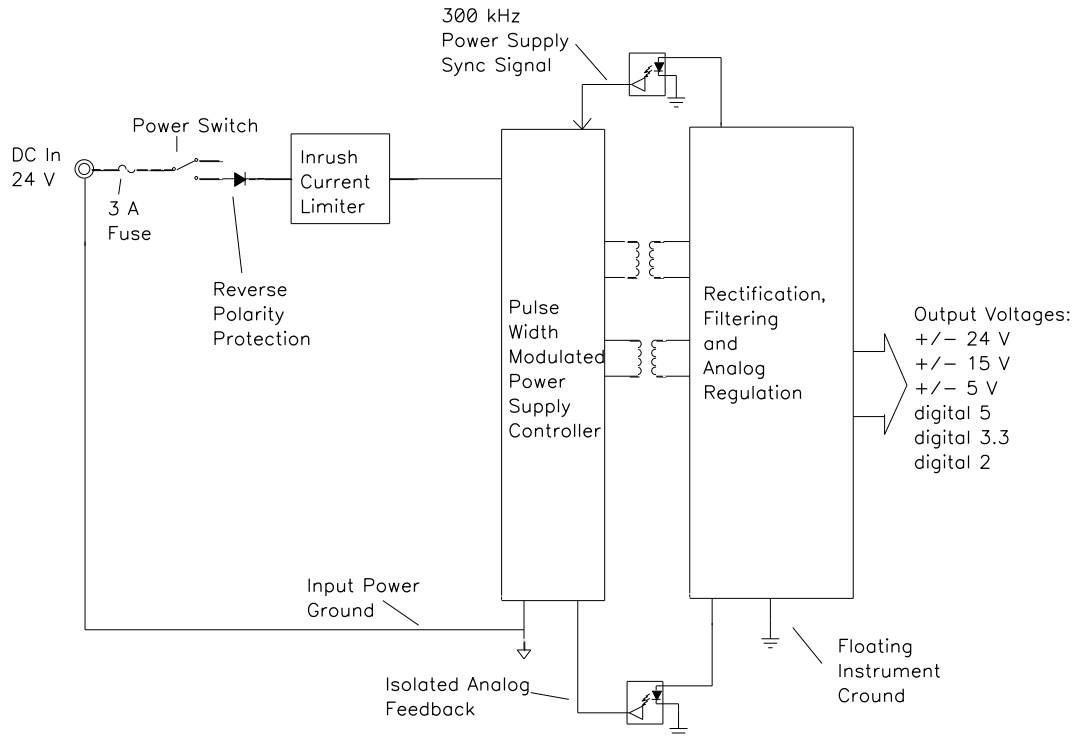 300 kHz
Power Supply
Sync Signal
Power Switch
DC In
24 V
3 A
Fuse
Inrush
Current
Limiter
Reverse
Polarity
Protection
Pulse
Width
Modulated
Power
Supply
Controller
Rectification,
Filtering
and
Analog
Regulation
Output Voltages:
+/- 24 V
+/- 15 V
+/- 5 V
digital 5
digital 3.3
digital 2
Input Power
Ground
Isolated Analog
Feedback
Floating
Instrument
Cround